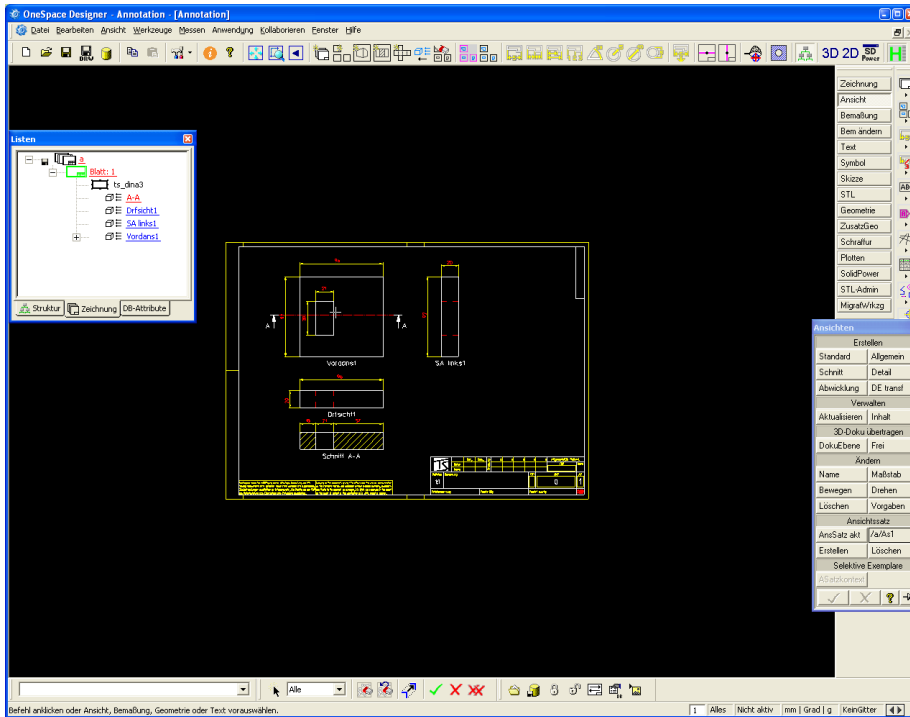 OneSpace Designer - Annotation - [Annotation]
Datei Bearbeiten Ansicht Werkzeuge Messen Anwendung Kollaborieren Fenster Hilfe
3D 2D SD Power
Listen
a
Blatt: 1
ts_dina3
A-A
Drfsicht1
SA links1
Vordans1
Struktur Zeichnung DB-Attribute
Zeichnung
Ansicht
Bemaßung
Bem ändern
Text
Symbol
Skizze
STL
Geometrie
ZusatzGeo
Schraffur
Plotten
SolidPower
STL-Admin
MigrafWrkzg
A A
Vordans1
SA links1
Drfsicht1
Schnitt A-A
TS
t1 0 1
Ansichten
Erstellen
Standard Allgemein
Schnitt Detail
Abwicklung DE transf
Verwalten
Aktualisieren Inhalt
3D-Doku übertragen
DokuEbene Frei
Ändern
Name Maßstab
Bewegen Drehen
Löschen Vorgaben
Ansichtssatz
AnsSatz akt /a/As1
Erstellen Löschen
Selektive Exemplare
ASatzkontext
Alle
Befehl anklicken oder Ansicht, Bemaßung, Geometrie oder Text vorauswählen.
1 Alles Nicht aktiv mm | Grad | g KeinGitter